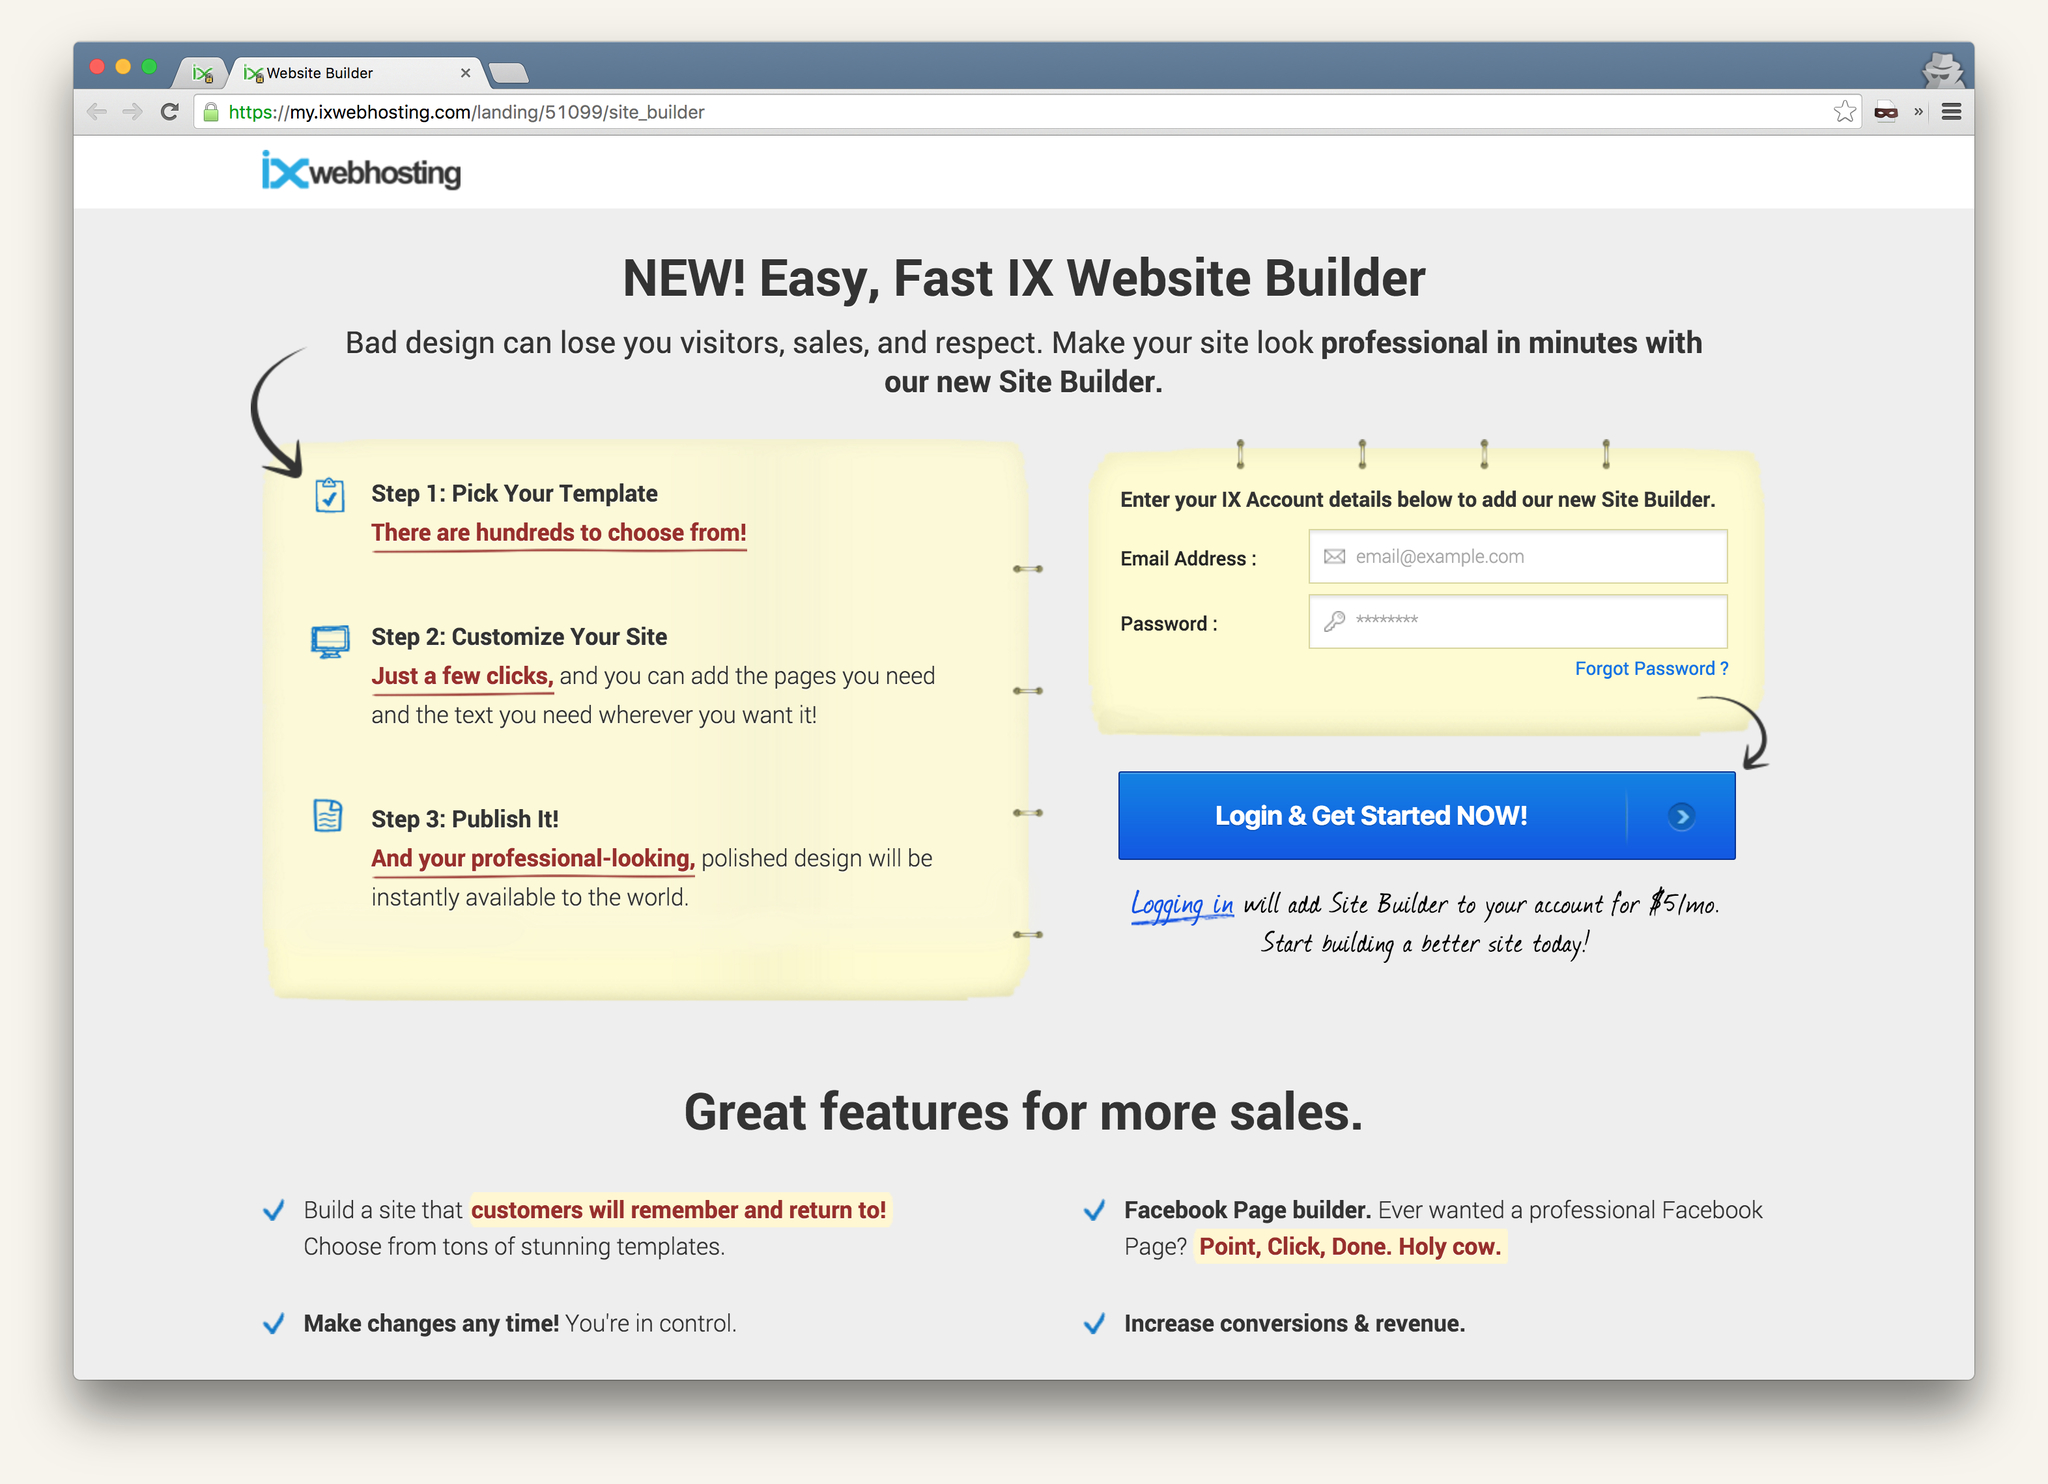 Website Builder
https://my.ixwebhosting.com/landing/51099/site_builder
ixwebhosting
NEW! Easy, Fast IX Website Builder
Bad design can lose you visitors, sales, and respect. Make your site look professional in minutes with
our new Site Builder.
Step 1: Pick Your Template
There are hundreds to choose from!
Step 2: Customize Your Site
Just a few clicks, and you can add the pages you need
and the text you need wherever you want it!
Step 3: Publish It!
And your professional-looking, polished design will be
instantly available to the world.
Enter your IX Account details below to add our new Site Builder.
Email Address :
email@example.com
Password :
********
Forgot Password ?
Login & Get Started NOW!
Logging in will add Site Builder to your account for $5/mo.
Start building a better site today!
Great features for more sales.
Build a site that customers will remember and return to!
Choose from tons of stunning templates.
Make changes any time! You're in control.
Facebook Page builder. Ever wanted a professional Facebook
Page? Point, Click, Done. Holy cow.
Increase conversions & revenue.